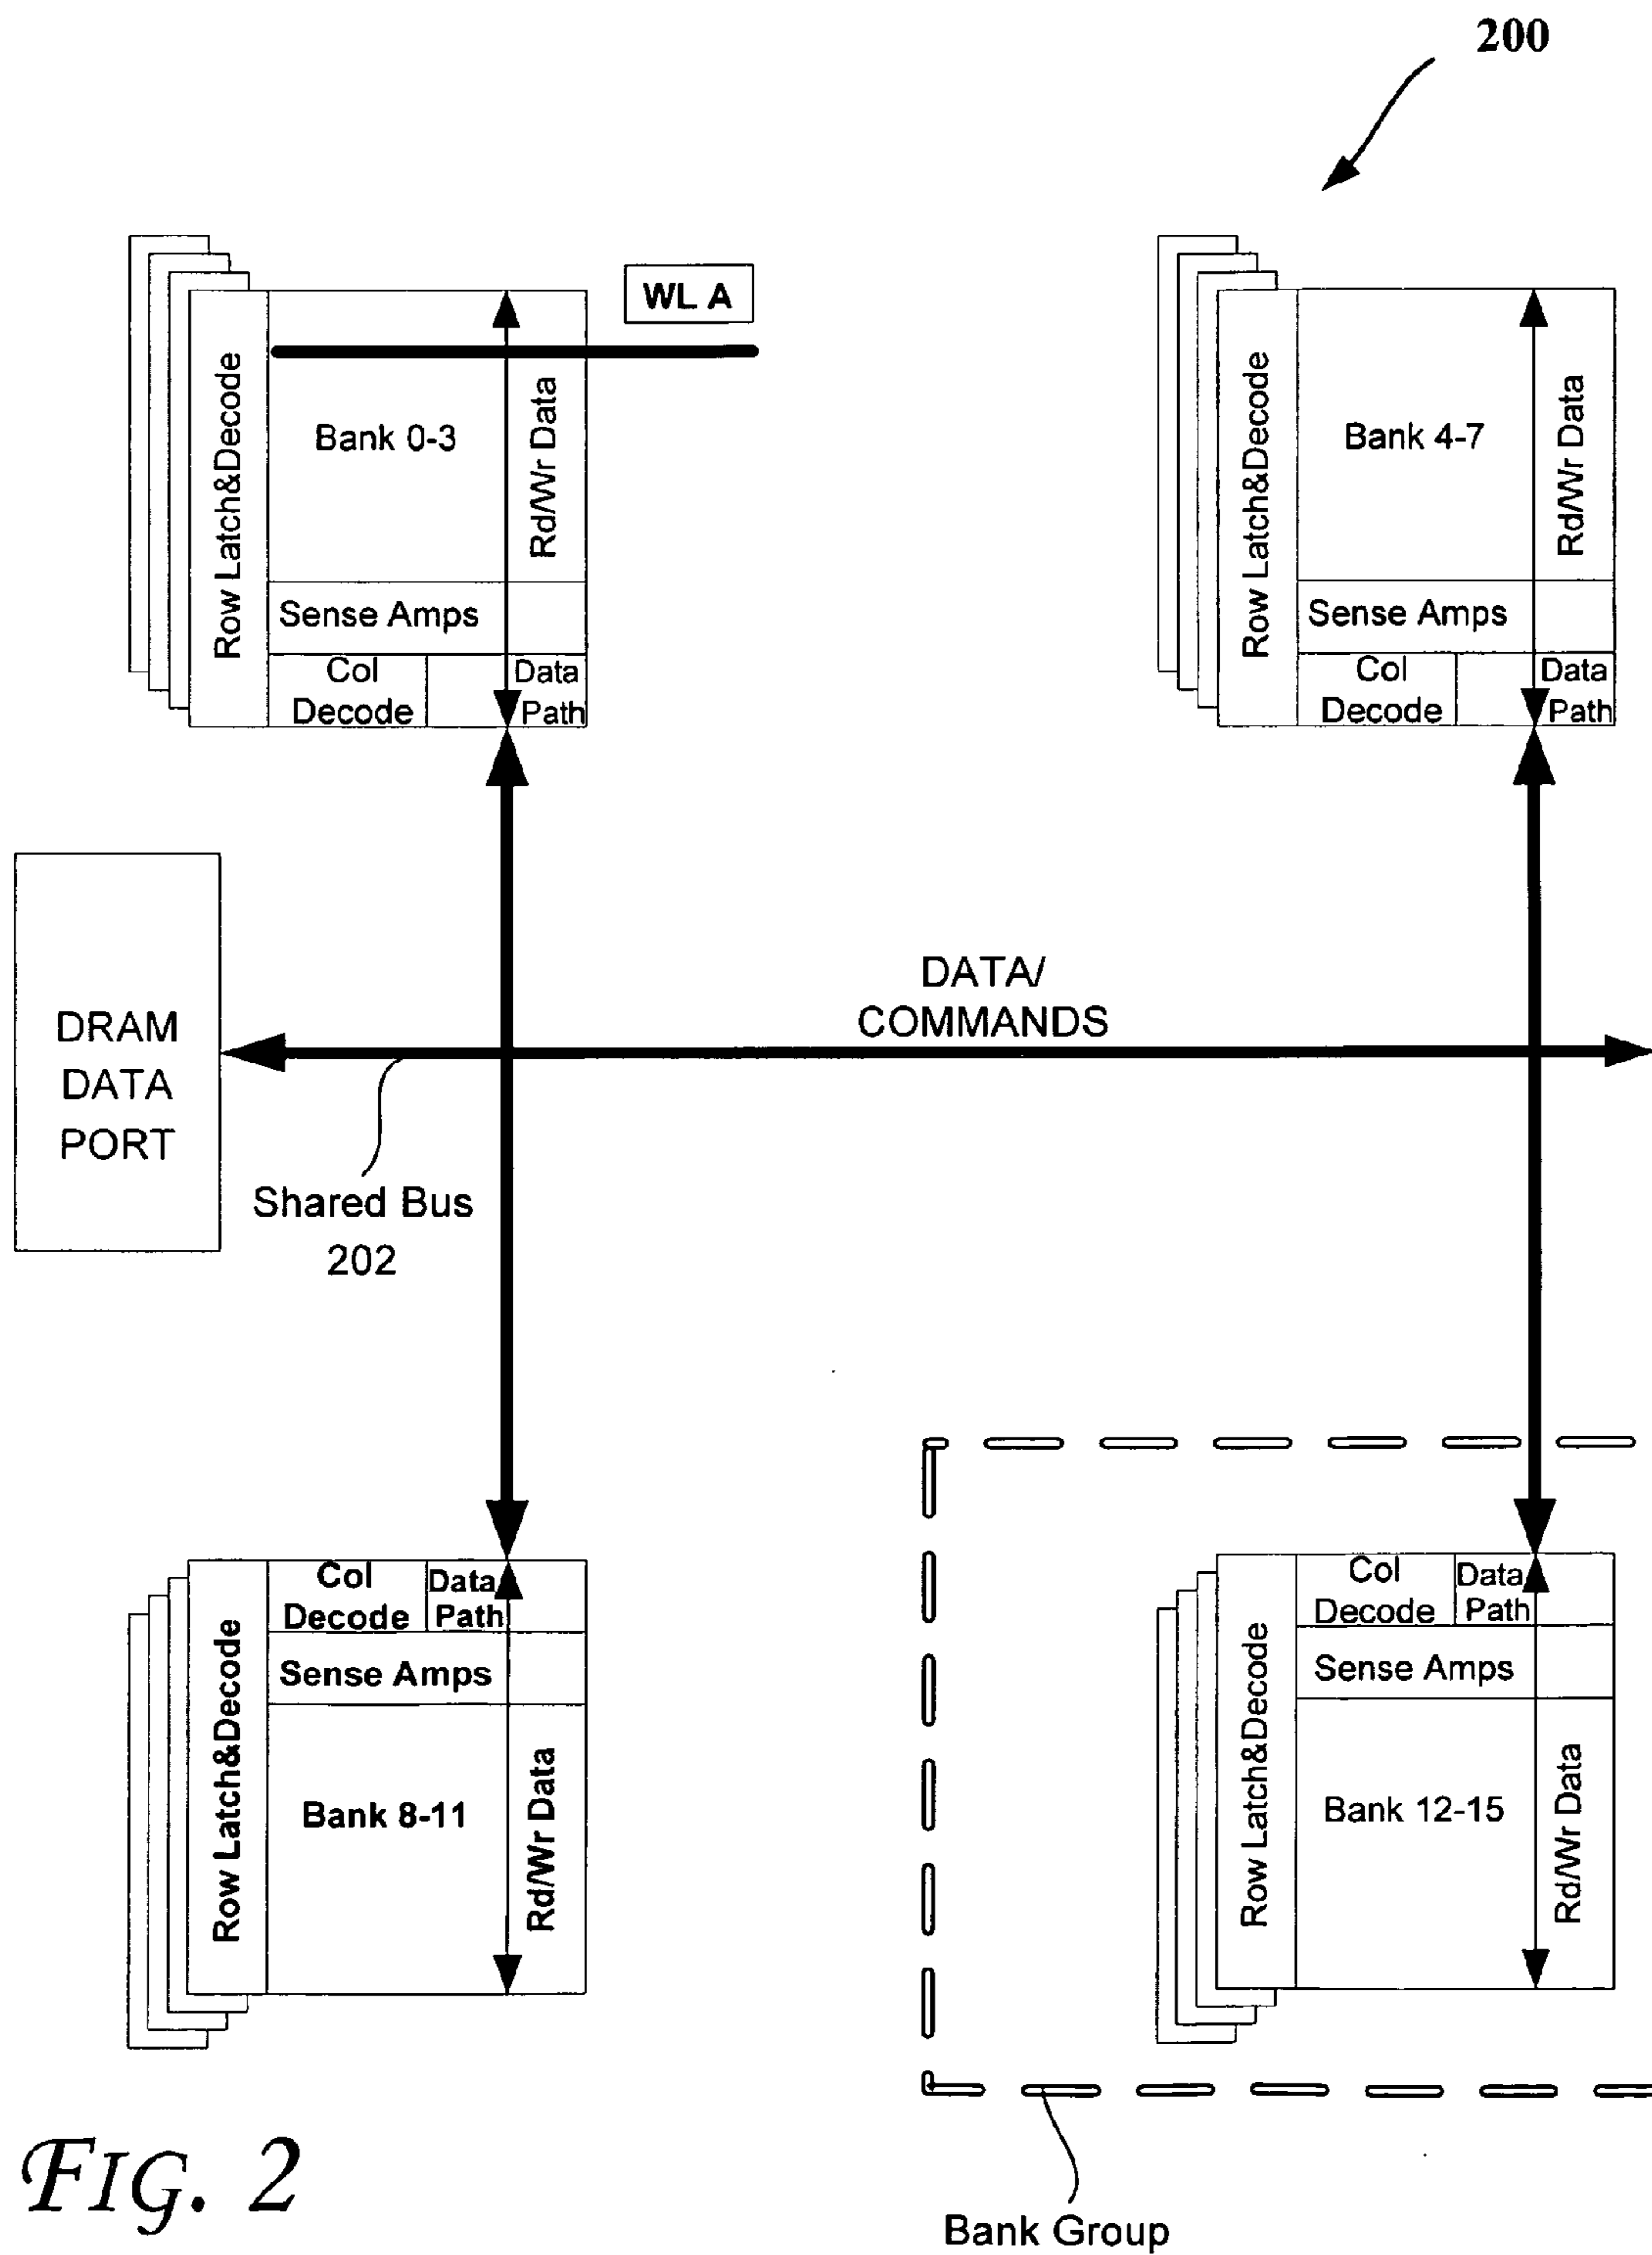 200
WL A
Row Latch&Decode
Bank 0-3
Rd/Wr Data
Sense Amps
Col
Decode
Data
Path
Row Latch&Decode
Bank 4-7
Rd/Wr Data
Sense Amps
Col
Decode
Data
Path
DRAM
DATA
PORT
DATA/
COMMANDS
Shared Bus
202
Row Latch&Decode
Col
Decode
Data
Path
Sense Amps
Bank 8-11
Rd/Wr Data
Row Latch&Decode
Col
Decode
Data
Path
Sense Amps
Bank 12-15
Rd/Wr Data
FIG. 2
Bank Group